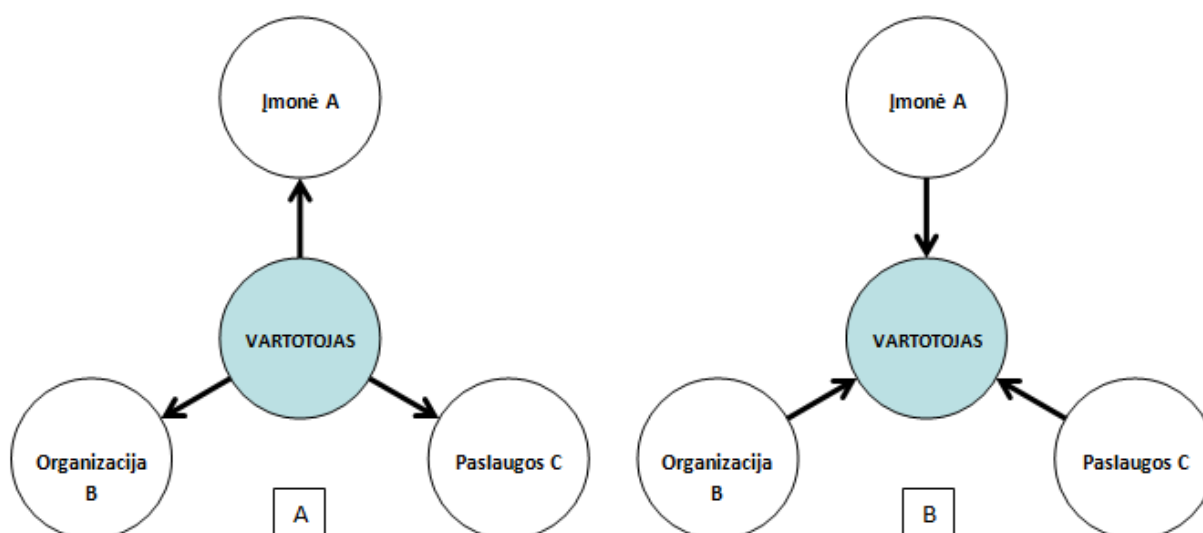 Įmonė A
VARTOTOJAS
Organizacija
B
Paslaugos C
A
Įmonė A
VARTOTOJAS
Organizacija
B
Paslaugos C
B